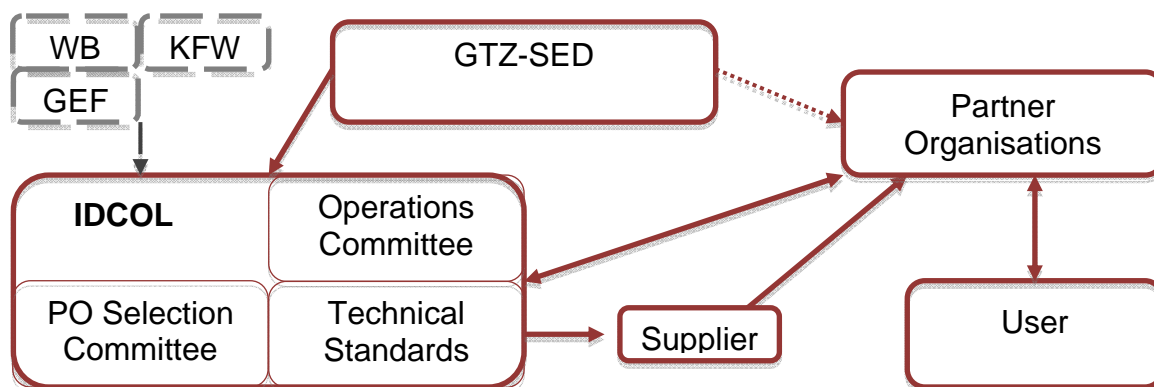 WB
KFW
GEF
GTZ-SED
Partner
Organisations
IDCOL
Operations
Committee
PO Selection
Committee
Technical
Standards
Supplier
User